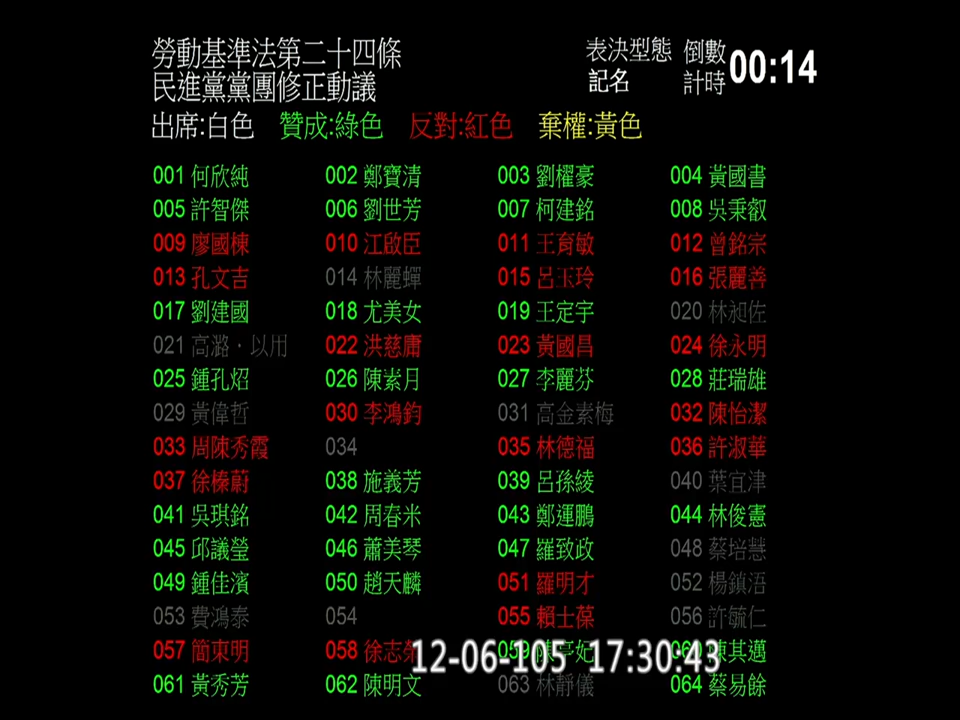 勞動基準法第二十四條
民進黨黨團修正動議
表決型態 倒數
記名 計時
00:14
出席:白色 贊成:綠色 反對:紅色 棄權:黃色
001 何欣純 002 鄭寶清 003 劉櫂豪 004 黃國書
005 許智傑 006 劉世芳 007 柯建銘 008 吳秉叡
009 廖國棟 010 江啟臣 011 王育敏 012 曾銘宗
013 孔文吉 014 林麗蟬 015 呂玉玲 016 張麗善
017 劉建國 018 尤美女 019 王定宇 020 林昶佐
021 高潞·以用 022 洪慈庸 023 黃國昌 024 徐永明
025 鍾孔炤 026 陳素月 027 李麗芬 028 莊瑞雄
029 黃偉哲 030 李鴻鈞 031 高金素梅 032 陳怡潔
033 周陳秀霞 034 035 林德福 036 許淑華
037 徐榛蔚 038 施義芳 039 呂孫綾 040 葉宜津
041 吳琪銘 042 周春米 043 鄭運鵬 044 林俊憲
045 邱議瑩 046 蕭美琴 047 羅致政 048 蔡培慧
049 鍾佳濱 050 趙天麟 051 羅明才 052 楊鎮浯
053 費鴻泰 054 055 賴士葆 056 許毓仁
057 簡東明 058 徐志榮 059 陳亭妃 060 陳其邁
12-06-105 17:30:43
061 黃秀芳 062 陳明文 063 林靜儀 064 蔡易餘